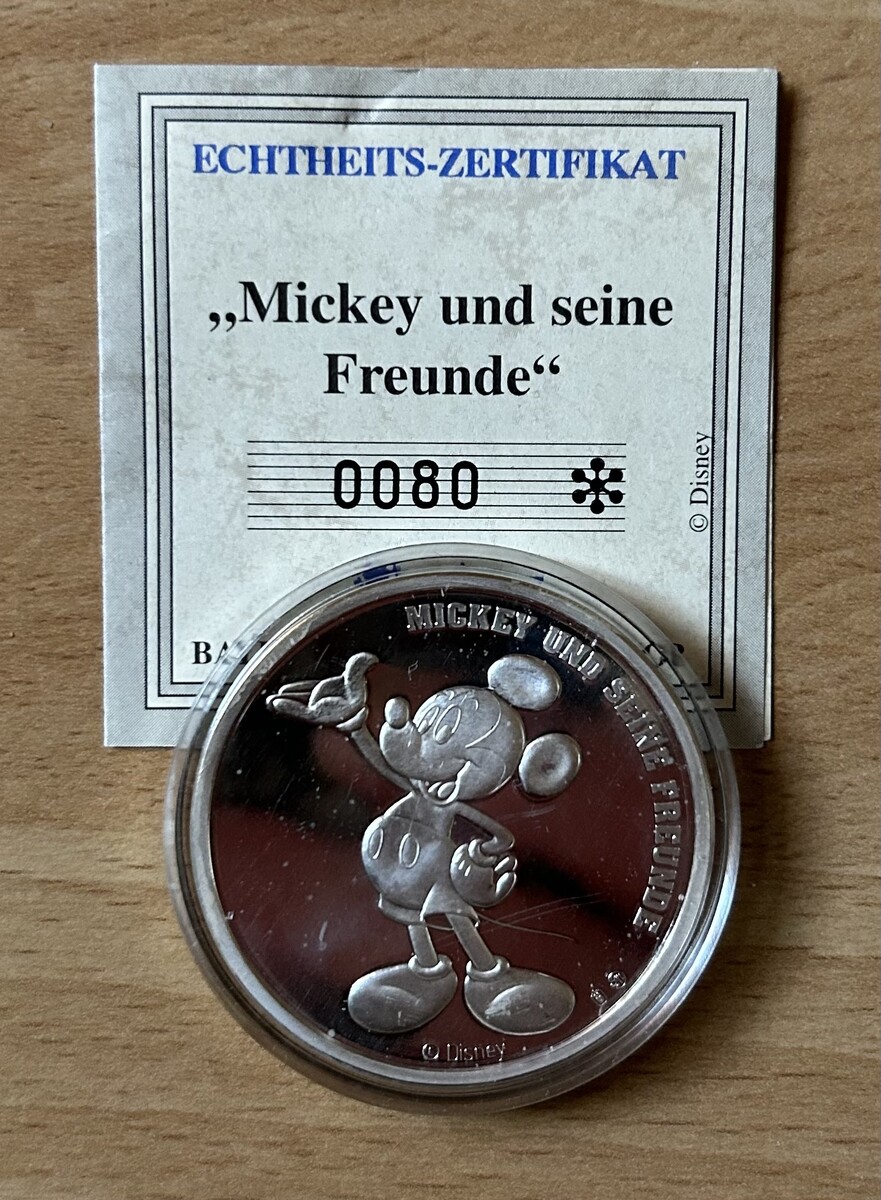 ECHTHEITS-ZERTIFIKAT
„Mickey und seine
Freunde“
0080
© Disney
MICKEY UND SEINE FREUNDE
© Disney